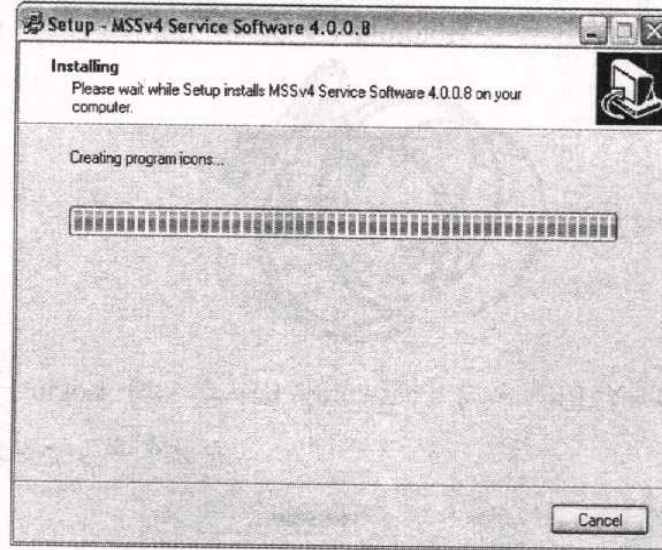 Setup - MSSv4 Service Software 4.0.0.8
Installing
Please wait while Setup installs MSSv4 Service Software 4.0.0.8 on your
computer.
Creating program icons...
Cancel